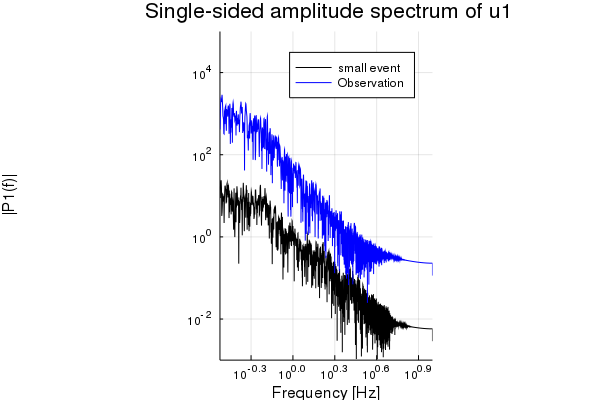 Single-sided amplitude spectrum of u1
|P1(f)|
10^4
10^2
10^0
10^-2
small event
Observation
10^-0.3 10^0.0 10^0.3 10^0.6 10^0.9
Frequency [Hz]